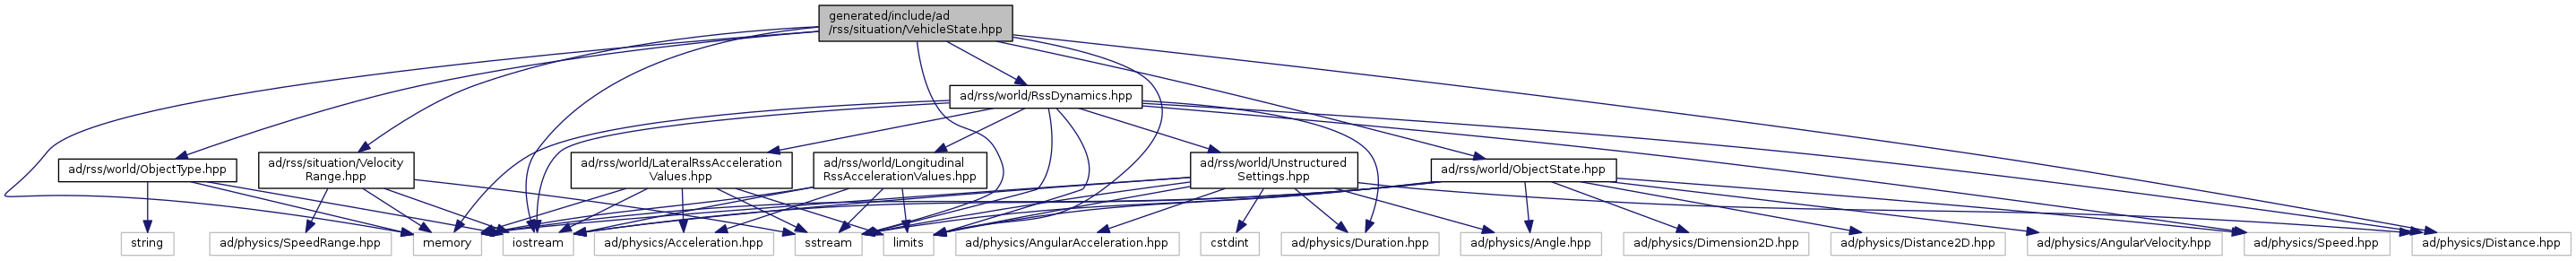 generated/include/ad
/rss/situation/VehicleState.hpp
ad/rss/world/RssDynamics.hpp
ad/rss/world/ObjectType.hpp
ad/rss/situation/Velocity
Range.hpp
ad/rss/world/LateralRssAcceleration
Values.hpp
ad/rss/world/Longitudinal
RssAccelerationValues.hpp
ad/rss/world/Unstructured
Settings.hpp
ad/rss/world/ObjectState.hpp
string
ad/physics/SpeedRange.hpp
memory
iostream
ad/physics/Acceleration.hpp
sstream
limits
ad/physics/AngularAcceleration.hpp
cstdint
ad/physics/Duration.hpp
ad/physics/Angle.hpp
ad/physics/Dimension2D.hpp
ad/physics/Distance2D.hpp
ad/physics/AngularVelocity.hpp
ad/physics/Speed.hpp
ad/physics/Distance.hpp